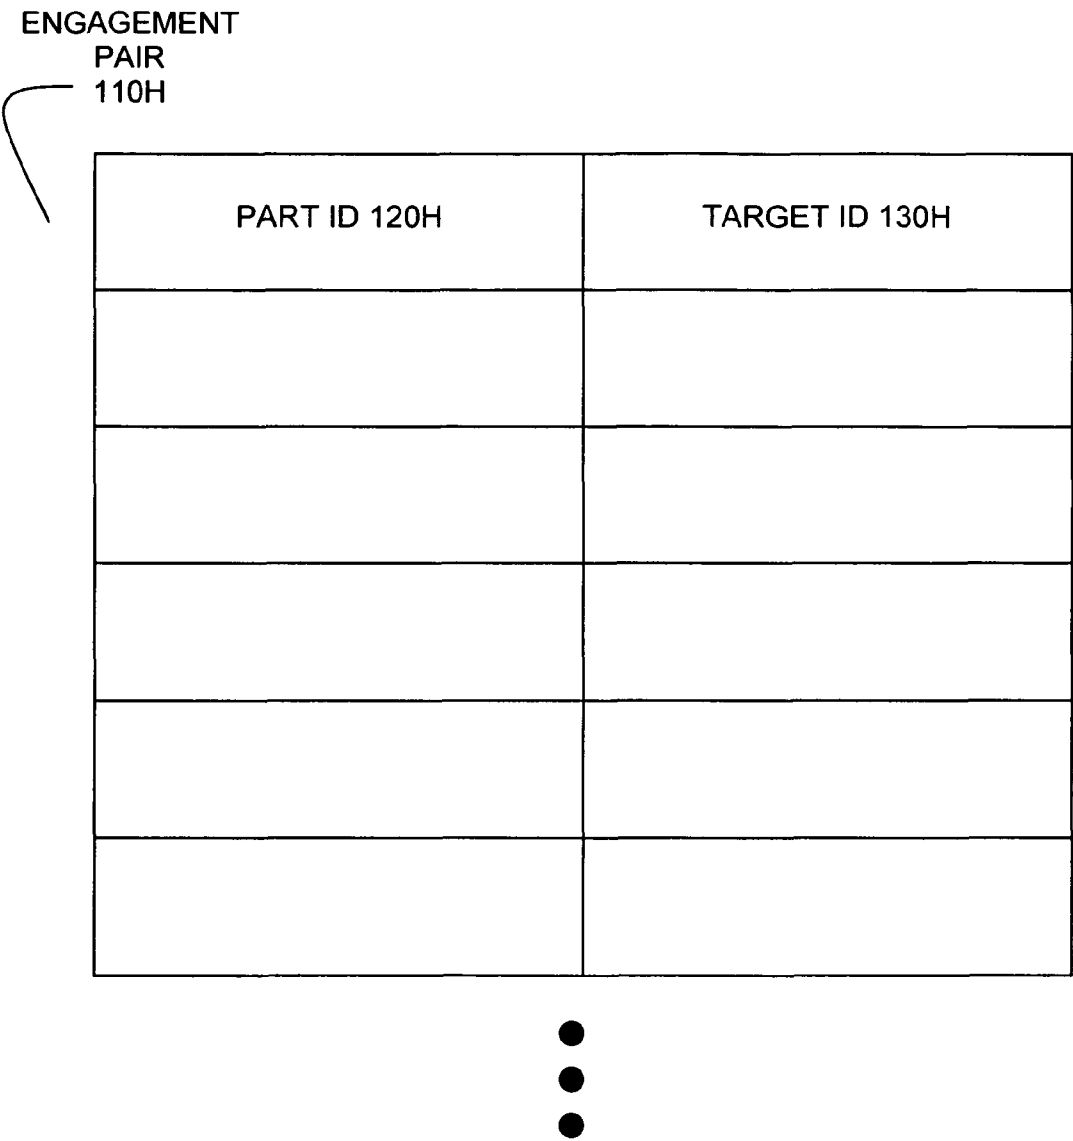 ENGAGEMENT
PAIR
110H
PART ID 120H
TARGET ID 130H